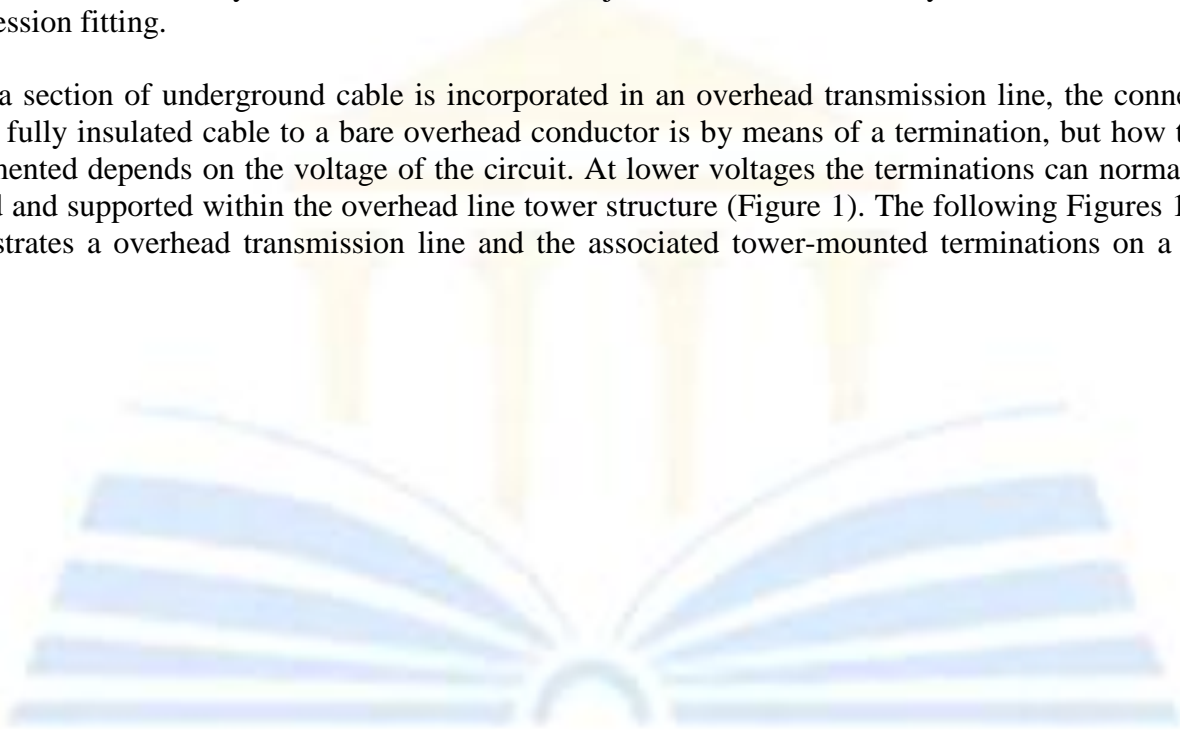 ession fitting.
a section of underground cable is incorporated in an overhead transmission line, the conne
fully insulated cable to a bare overhead conductor is by means of a termination, but how t
nented depends on the voltage of the circuit. At lower voltages the terminations can norma
and supported within the overhead line tower structure (Figure 1). The following Figures 1
strates a overhead transmission line and the associated tower-mounted terminations on a